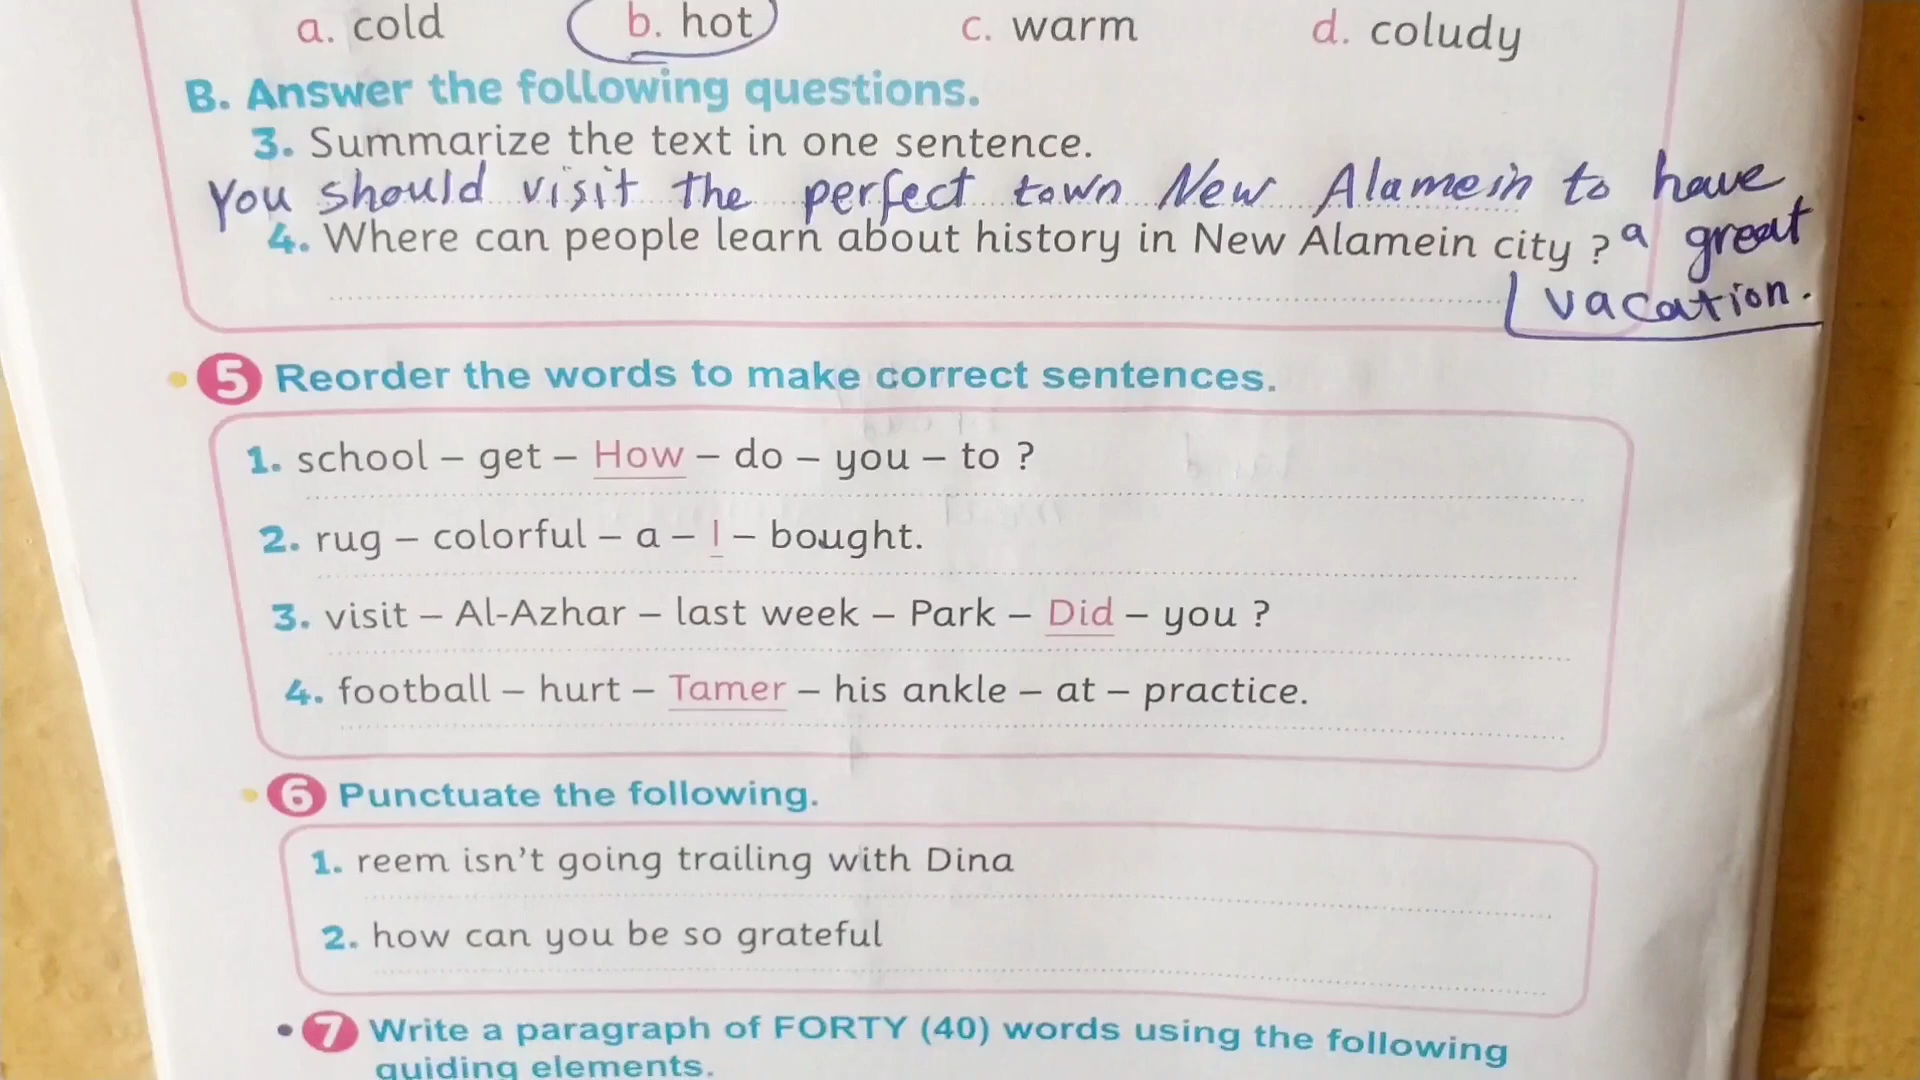 a. cold b. hot c. warm d. coludy
B. Answer the following questions.
3. Summarize the text in one sentence.
You should visit the perfect town New Alamein to have
4. Where can people learn about history in New Alamein city ? a great
vacation.
5 Reorder the words to make correct sentences.
1. school – get – How – do – you – to ?
2. rug – colorful – a – I – bought.
3. visit – Al-Azhar – last week – Park – Did – you ?
4. football – hurt – Tamer – his ankle – at – practice.
6 Punctuate the following.
1. reem isn't going trailing with Dina
2. how can you be so grateful
7 Write a paragraph of FORTY (40) words using the following
guiding elements.